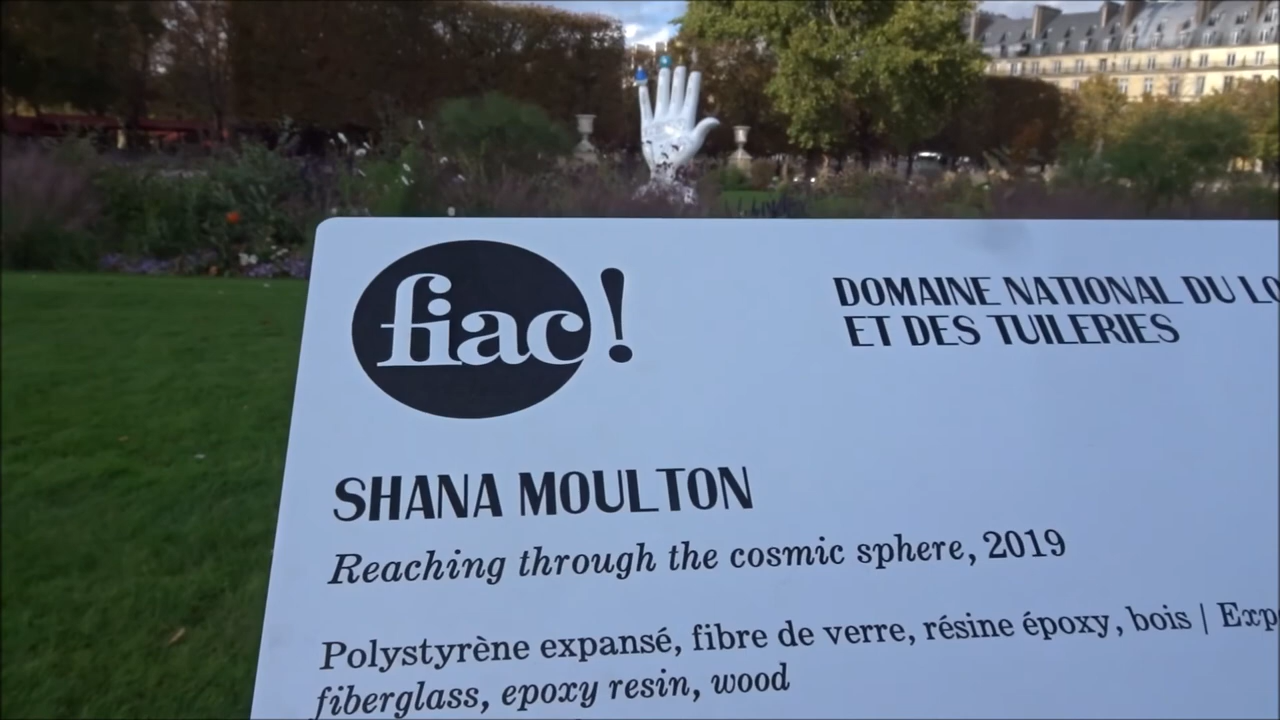 fiac!
DOMAINE NATIONAL DU LO
ET DES TUILERIES
SHANA MOULTON
Reaching through the cosmic sphere, 2019
Polystyrène expansé, fibre de verre, résine époxy, bois | Exp
fiberglass, epoxy resin, wood